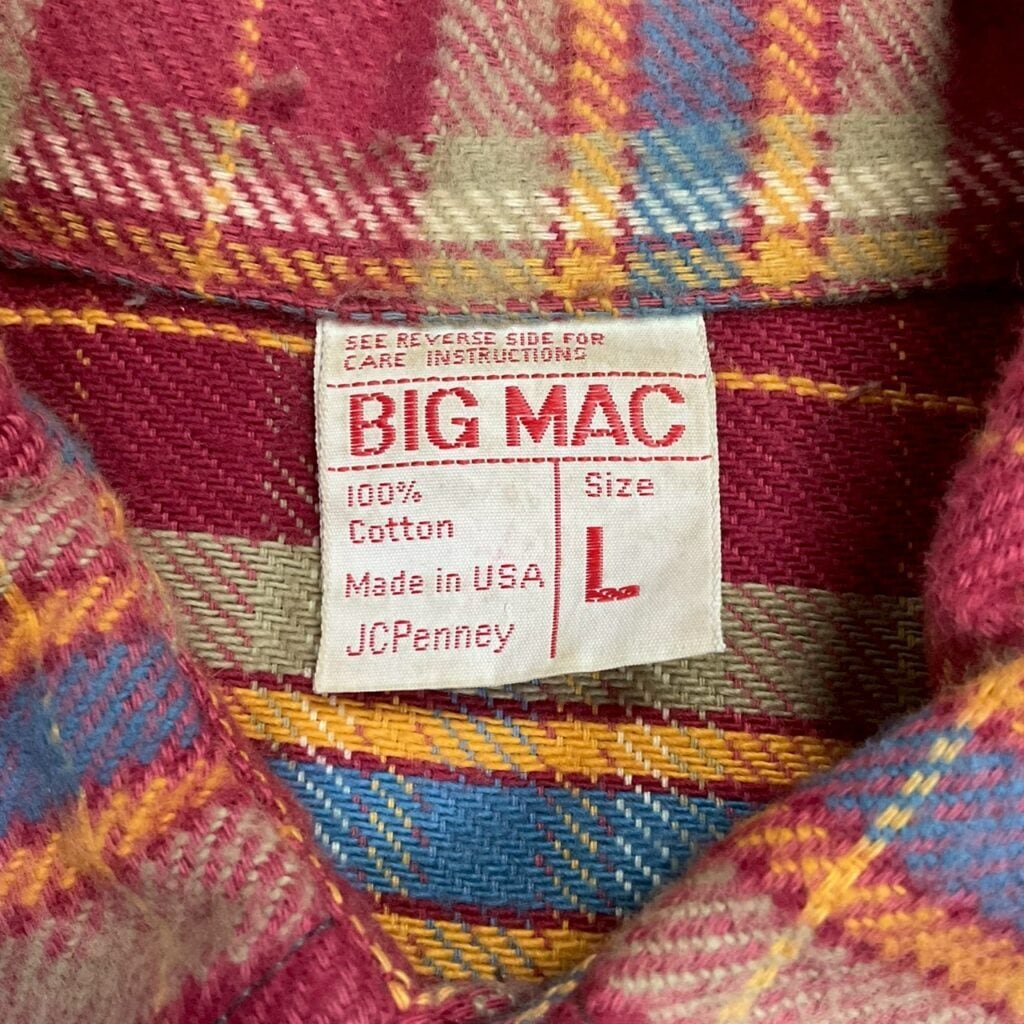 SEE REVERSE SIDE FOR
CARE INSTRUCTIONS
BIG MAC
100%
Cotton
Made in USA
JCPenney
Size
L